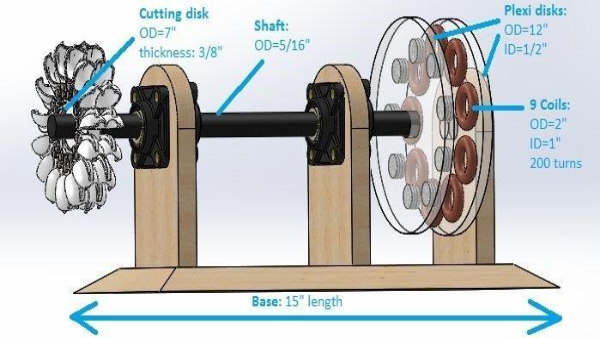 Cutting disk
OD=7"
thickness: 3/8"
Shaft:
OD=5/16"
Plexi disks:
OD=12"
ID=1/2"
9 Coils:
OD=2"
ID=1"
200 turns
Base: 15" length